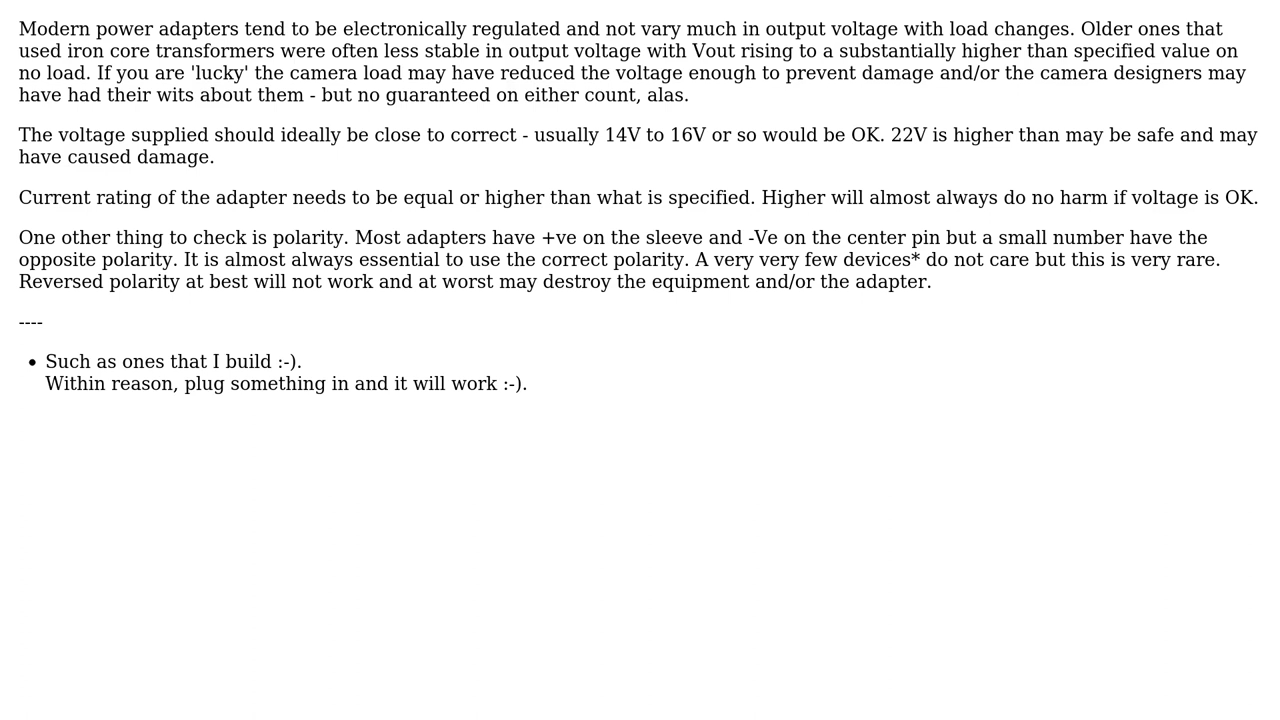 Modern power adapters tend to be electronically regulated and not vary much in output voltage with load changes. Older ones that
used iron core transformers were often less stable in output voltage with Vout rising to a substantially higher than specified value on
no load. If you are 'lucky' the camera load may have reduced the voltage enough to prevent damage and/or the camera designers may
have had their wits about them - but no guaranteed on either count, alas.
The voltage supplied should ideally be close to correct - usually 14V to 16V or so would be OK. 22V is higher than may be safe and may
have caused damage.
Current rating of the adapter needs to be equal or higher than what is specified. Higher will almost always do no harm if voltage is OK.
One other thing to check is polarity. Most adapters have +ve on the sleeve and -Ve on the center pin but a small number have the
opposite polarity. It is almost always essential to use the correct polarity. A very very few devices* do not care but this is very rare.
Reversed polarity at best will not work and at worst may destroy the equipment and/or the adapter.
----
• Such as ones that I build :-).
Within reason, plug something in and it will work :-).